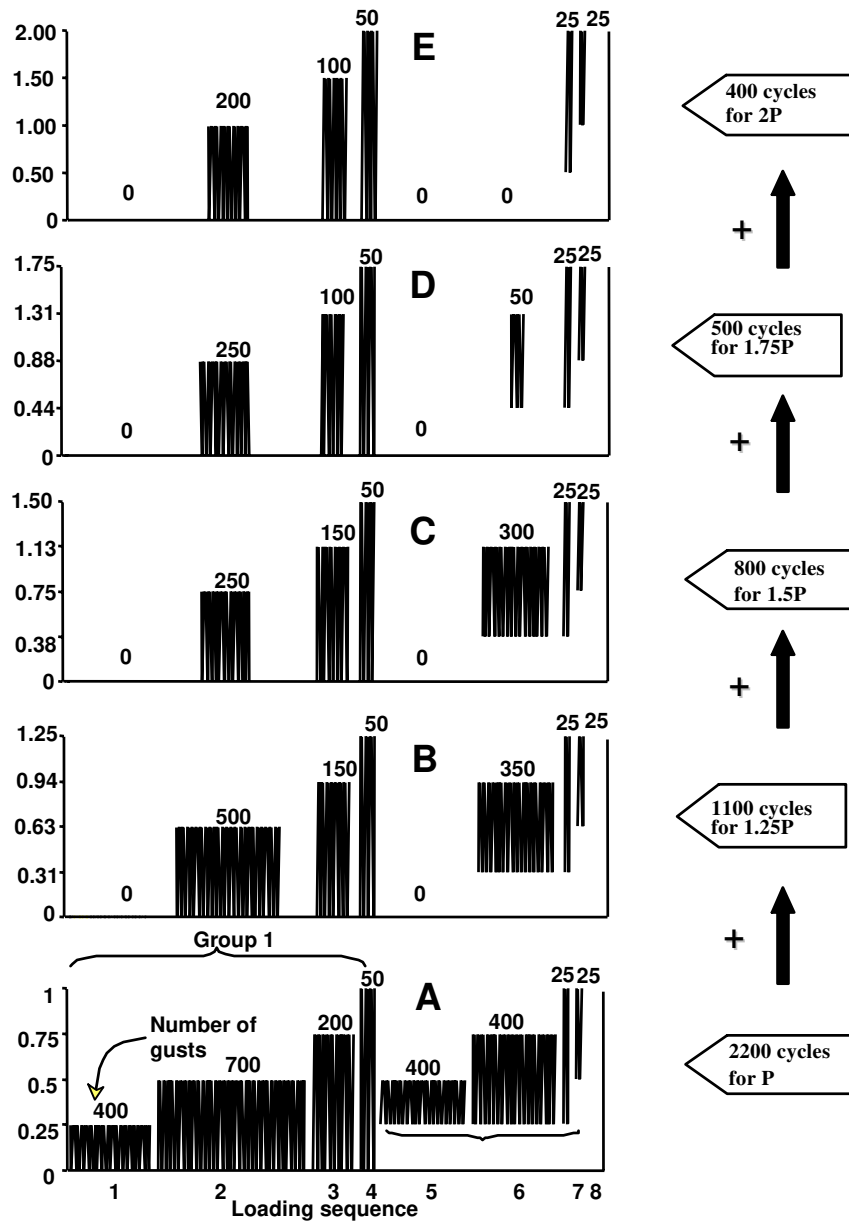 50
25 25
2.00
E
1.50
100
400 cycles
for 2P
200
1.00
0.50
0 0 0
0
+
1.75
50
25 25
D
1.31
100
50
500 cycles
for 1.75P
250
0.88
0.44
0 0
0
+
1.50
50
25 25
C
1.13
150
300
800 cycles
for 1.5P
0.75
250
0.38
0 0
0
+
1.25
50
25 25
B
0.94
150
350
1100 cycles
for 1.25P
0.63
500
0.31
0 0
0
+
Group 1
1
50
25 25
A
Number of
gusts
0.75
200
400
2200 cycles
for P
700
400
0.5
400
0.25
0
1 2 3 4 5 6 7 8
Loading sequence